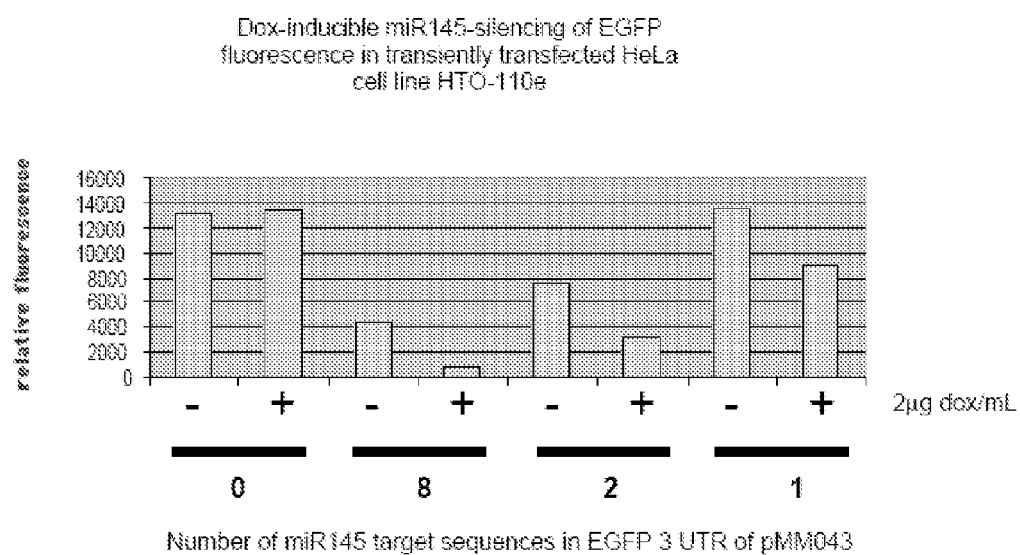 Dox-inducible miR145-silencing of EGFP
fluorescence in transiently transfected HeLa
cell line HTO-110e
relative fluorescence
16000
14000
12000
10000
8000
6000
4000
2000
0
- + - + - + - + 2µg dox/mL
0 8 2 1
Number of miR145 target sequences in EGFP 3 UTR of pMM043